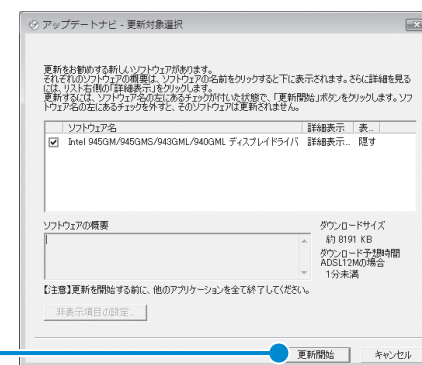 アップデートナビ - 更新対象選択
更新をお勧めする新しいソフトウェアがあります。
それぞれのソフトウェアの概要は、ソフトウェアの名前をクリックすると下に表示されます。さらに詳細を見る
には、リスト右側の「詳細表示」をクリックします。
更新するには、ソフトウェア名の左にあるチェックが付いた状態で、「更新開始」ボタンをクリックします。ソフ
トウェア名の左にあるチェックを外すと、そのソフトウェアは更新されません。
ソフトウェア名 詳細表示 表..
Intel 945GM/945GMS/943GML/940GML ディスプレイドライバ 詳細表示... 隠す
ソフトウェアの概要
ダウンロードサイズ
約 8191 KB
ダウンロード予想時間
ADSL12Mの場合
1分未満
【注意】更新を開始する前に、他のアプリケーションを全て終了してください。
非表示項目の設定...
更新開始 キャンセル